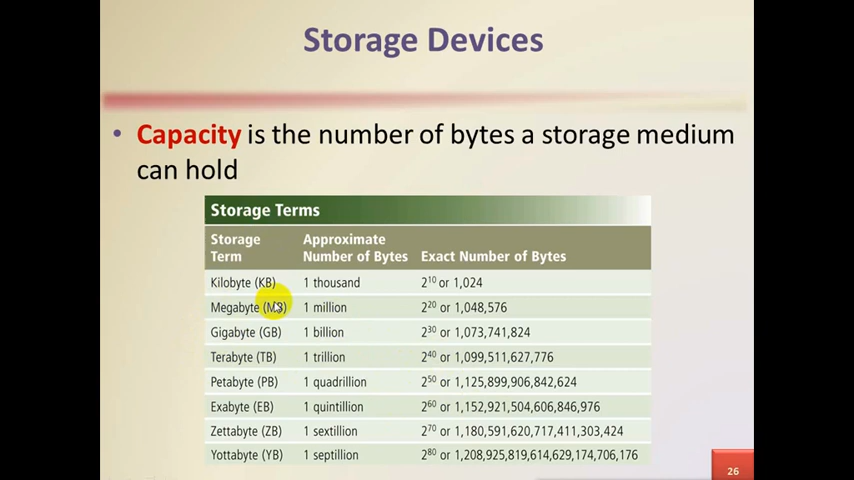 Storage Devices
• Capacity is the number of bytes a storage medium
can hold
Storage Terms
Storage Term Approximate Number of Bytes Exact Number of Bytes
Kilobyte (KB) 1 thousand 2¹⁰ or 1,024
Megabyte (MB) 1 million 2²⁰ or 1,048,576
Gigabyte (GB) 1 billion 2³⁰ or 1,073,741,824
Terabyte (TB) 1 trillion 2⁴⁰ or 1,099,511,627,776
Petabyte (PB) 1 quadrillion 2⁵⁰ or 1,125,899,906,842,624
Exabyte (EB) 1 quintillion 2⁶⁰ or 1,152,921,504,606,846,976
Zettabyte (ZB) 1 sextillion 2⁷⁰ or 1,180,591,620,717,411,303,424
Yottabyte (YB) 1 septillion 2⁸⁰ or 1,208,925,819,614,629,174,706,176
26